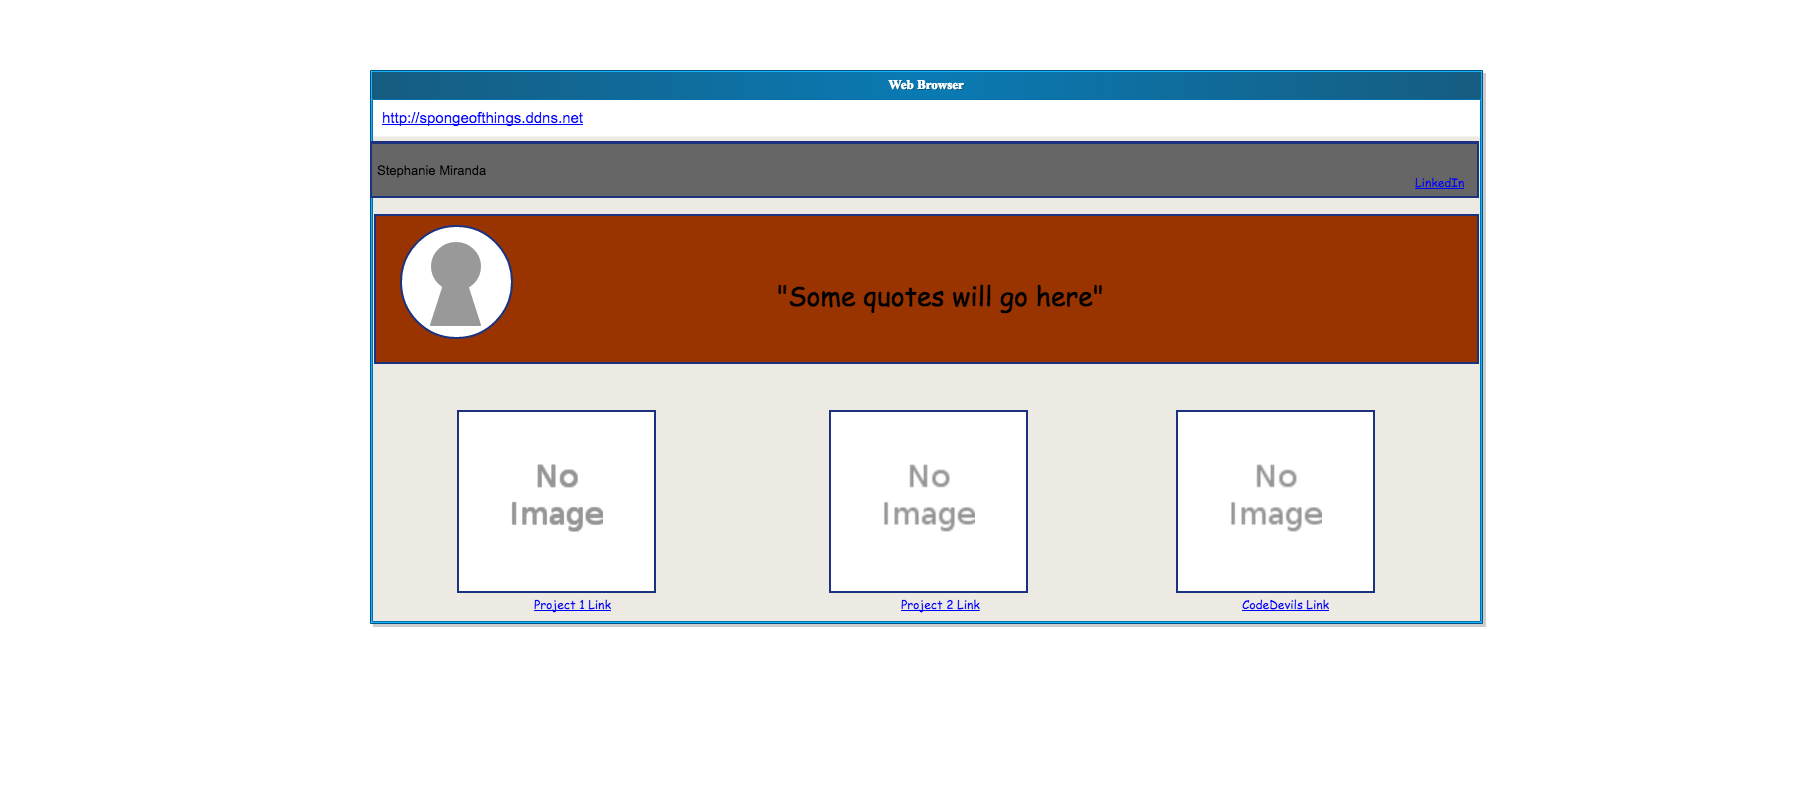 Web Browser
http://spongeofthings.ddns.net
Stephanie Miranda
LinkedIn
"Some quotes will go here"
No
Image
No
Image
No
Image
Project 1 Link
Project 2 Link
CodeDevils Link